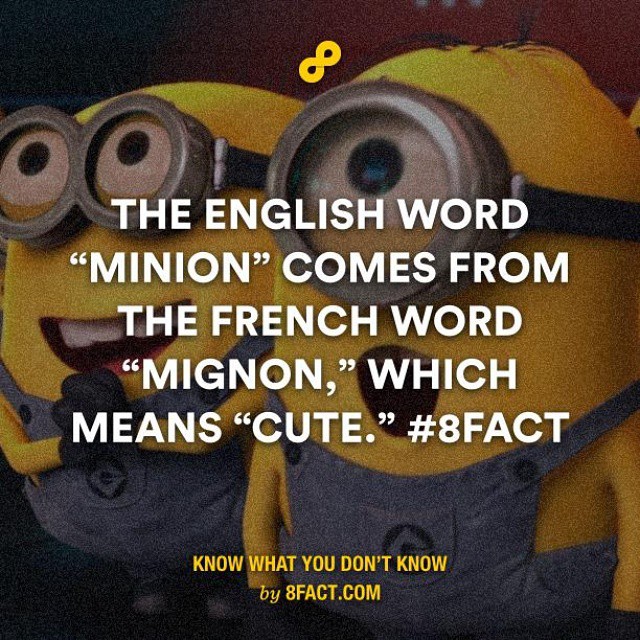 THE ENGLISH WORD
“MINION” COMES FROM
THE FRENCH WORD
“MIGNON,” WHICH
MEANS “CUTE.” #8FACT
KNOW WHAT YOU DON’T KNOW
by 8FACT.COM